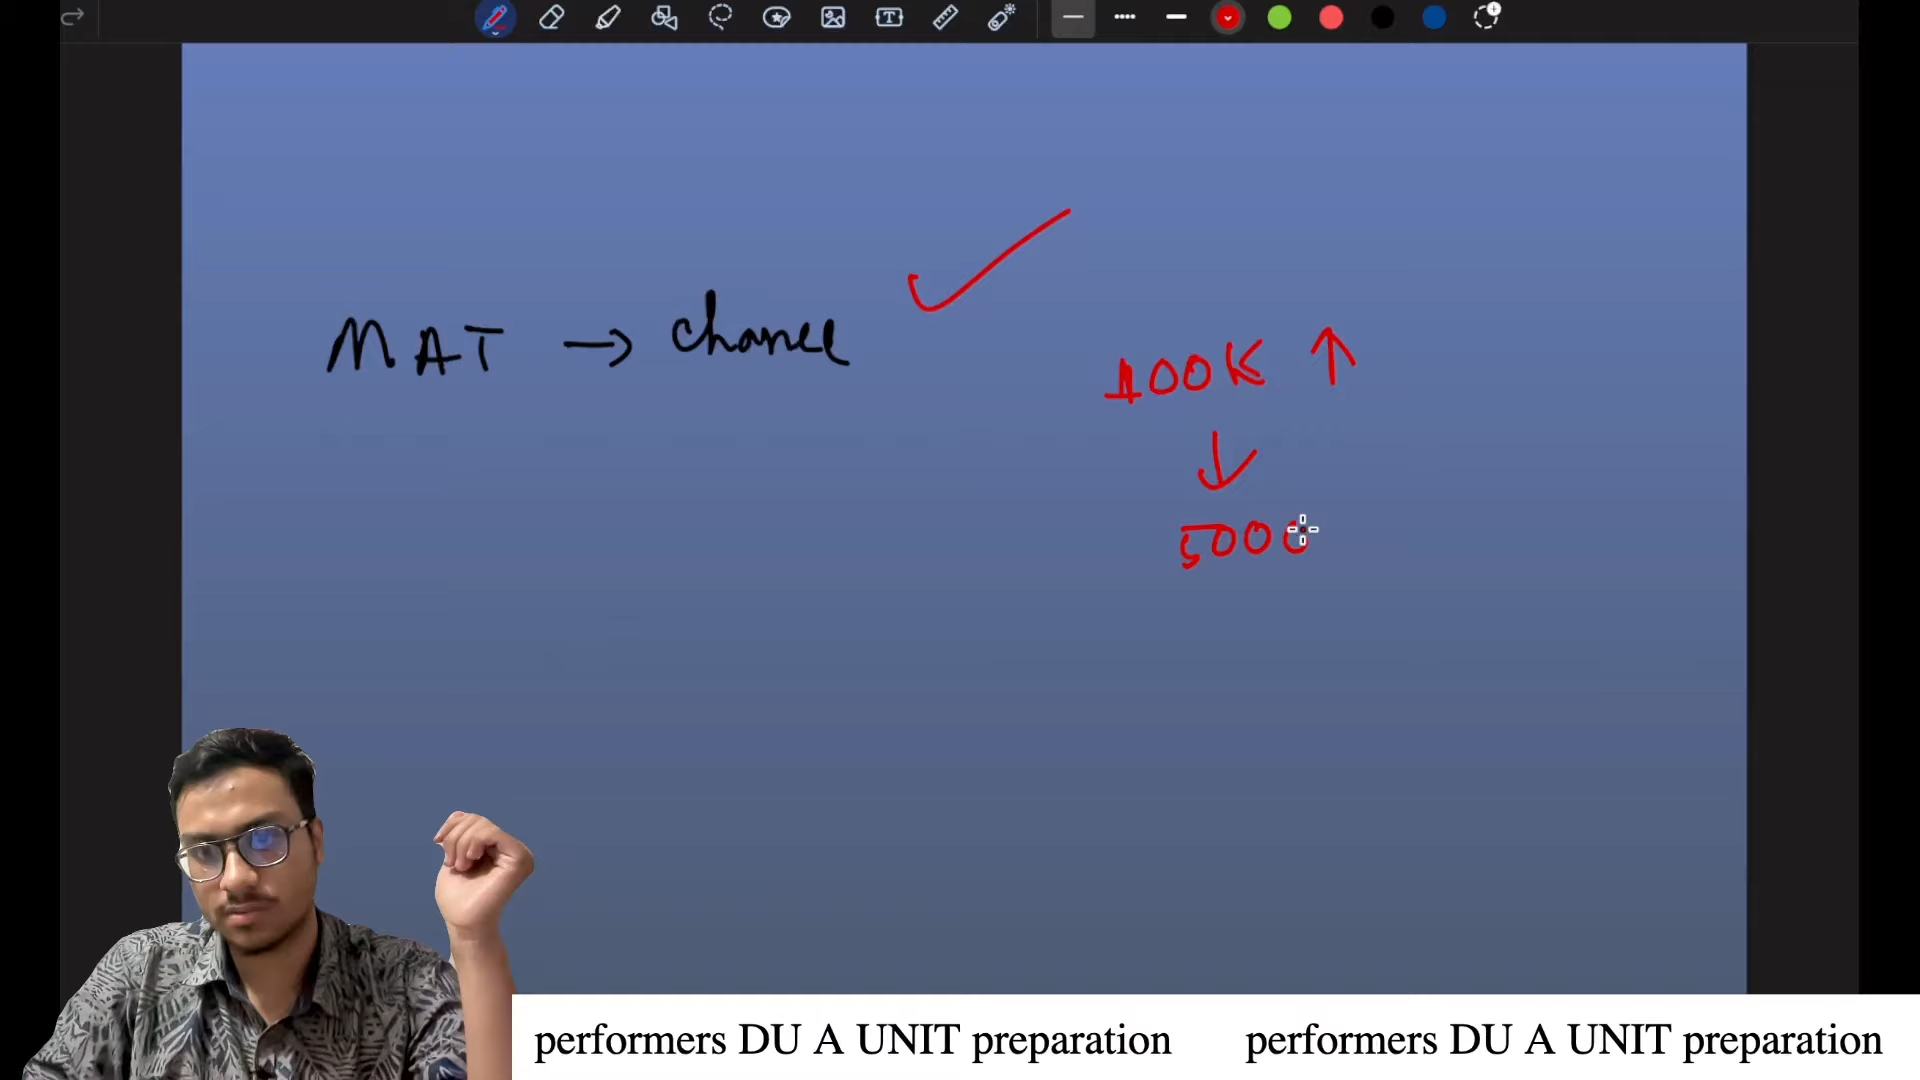 MAT → chance ✓
100K ↑
↓
5000
performers DU A UNIT preparation performers DU A UNIT preparation